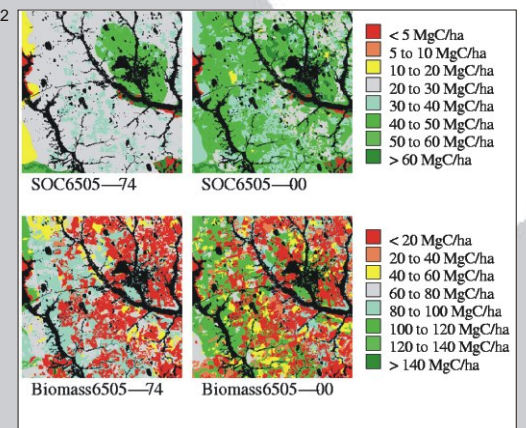 2
< 5 MgC/ha
5 to 10 MgC/ha
10 to 20 MgC/ha
20 to 30 MgC/ha
30 to 40 MgC/ha
40 to 50 MgC/ha
50 to 60 MgC/ha
> 60 MgC/ha
SOC6505—74 SOC6505—00
< 20 MgC/ha
20 to 40 MgC/ha
40 to 60 MgC/ha
60 to 80 MgC/ha
80 to 100 MgC/ha
100 to 120 MgC/ha
120 to 140 MgC/ha
> 140 MgC/ha
Biomass6505—74 Biomass6505—00